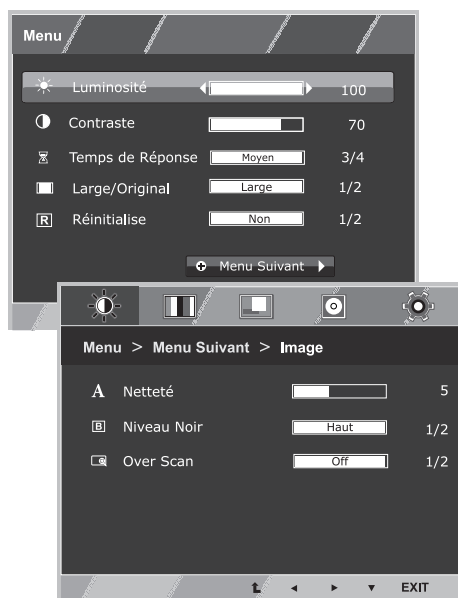 Menu
Luminosité 100
Contraste 70
Temps de Réponse Moyen 3/4
Large/Original Large 1/2
R Réinitialise Non 1/2
Menu Suivant
Menu > Menu Suivant > Image
A Netteté 5
B Niveau Noir Haut 1/2
Over Scan Off 1/2
EXIT